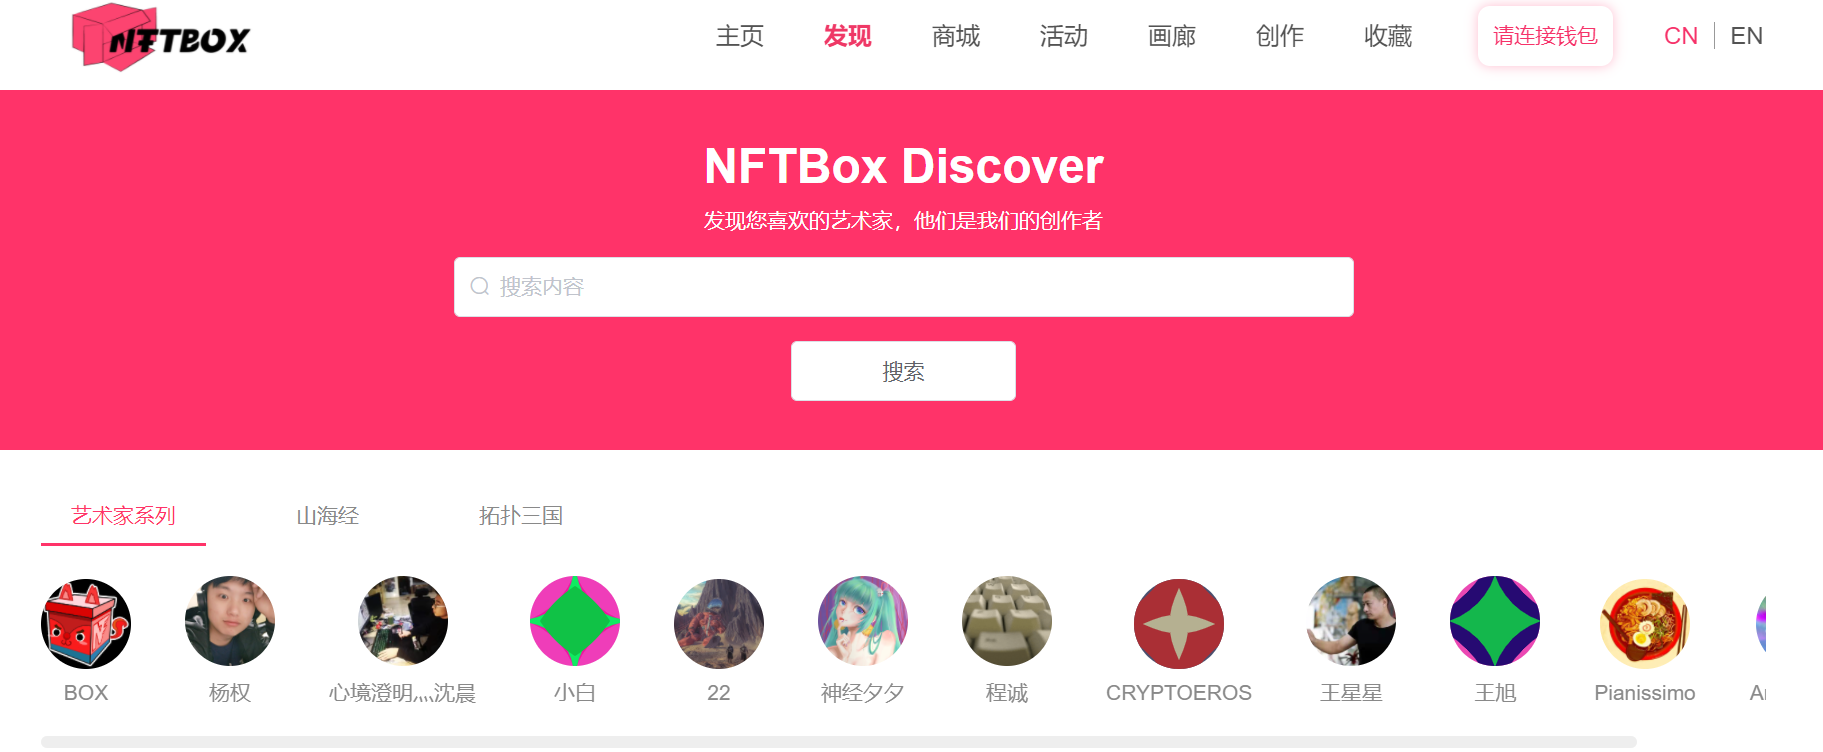 NFTBOX
主页 发现 商城 活动 画廊 创作 收藏 请连接钱包 CN EN
NFTBox Discover
发现您喜欢的艺术家，他们是我们的创作者
搜索内容
搜索
艺术家系列 山海经 拓扑三国
BOX 杨权 心境澄明灬沈晨 小白 22 神经夕夕 程诚 CRYPTOEROS 王星星 王旭 Pianissimo